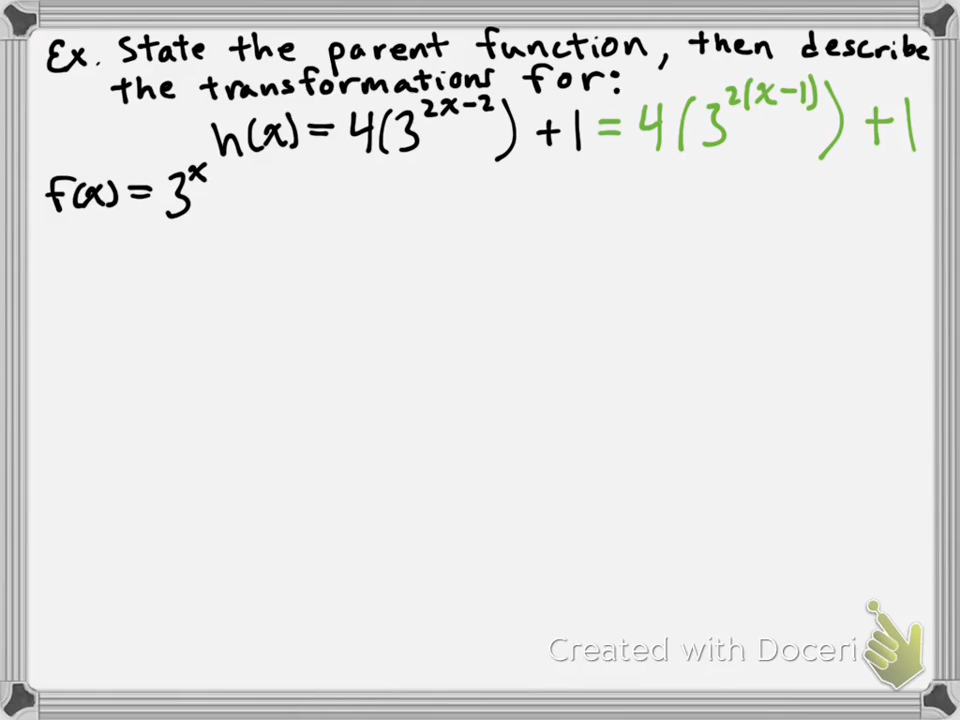 Ex. State the parent function, then describe
the transformations for:
h(x) = 4(3^{2x-2}) + 1 = 4(3^{2(x-1)}) + 1
f(x) = 3^x
Created with Doceri